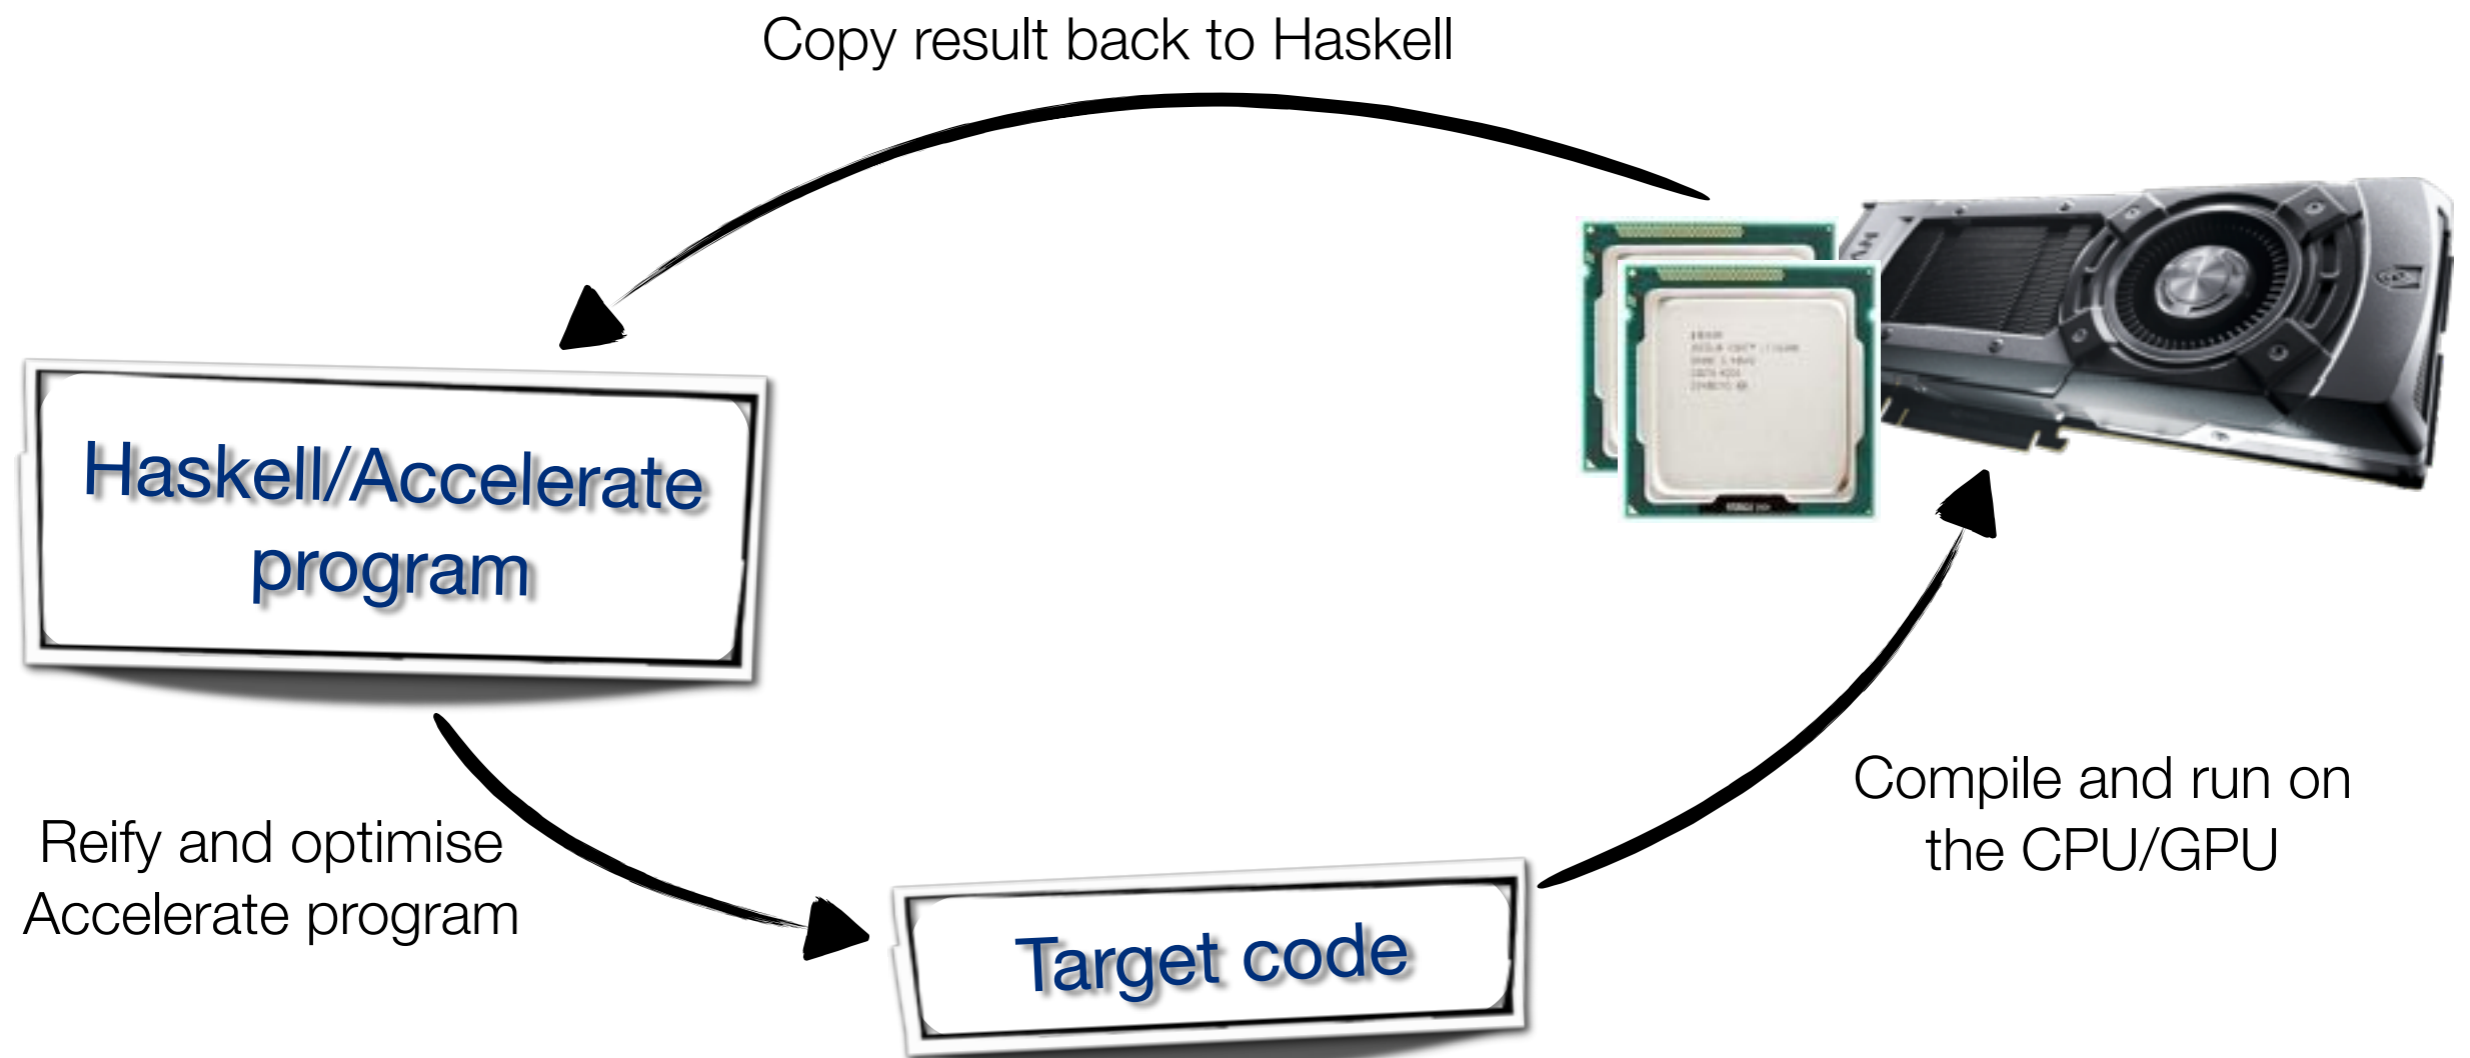 Copy result back to Haskell
Haskell/Accelerate
program
Reify and optimise
Accelerate program
Target code
Compile and run on
the CPU/GPU